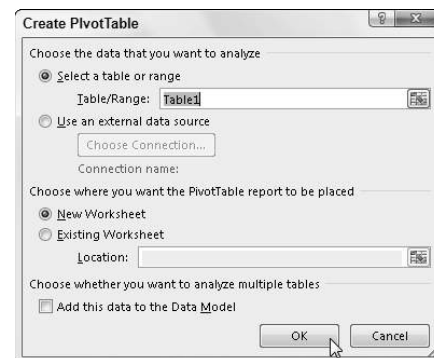 Create PivotTable
Choose the data that you want to analyze
Select a table or range
Table/Range: Table1
Use an external data source
Choose Connection...
Connection name:
Choose where you want the PivotTable report to be placed
New Worksheet
Existing Worksheet
Location:
Choose whether you want to analyze multiple tables
Add this data to the Data Model
OK Cancel